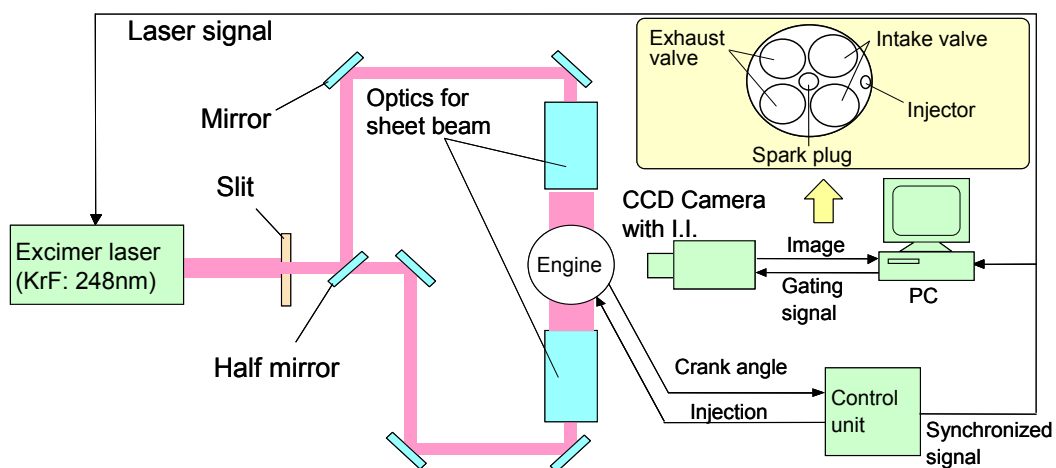 Laser signal
Mirror
Optics for
sheet beam
Slit
Excimer laser
(KrF: 248nm)
Half mirror
Engine
Exhaust
valve
Intake valve
Injector
Spark plug
CCD Camera
with I.I.
Image
Gating
signal
PC
Crank angle
Injection
Control
unit
Synchronized
signal